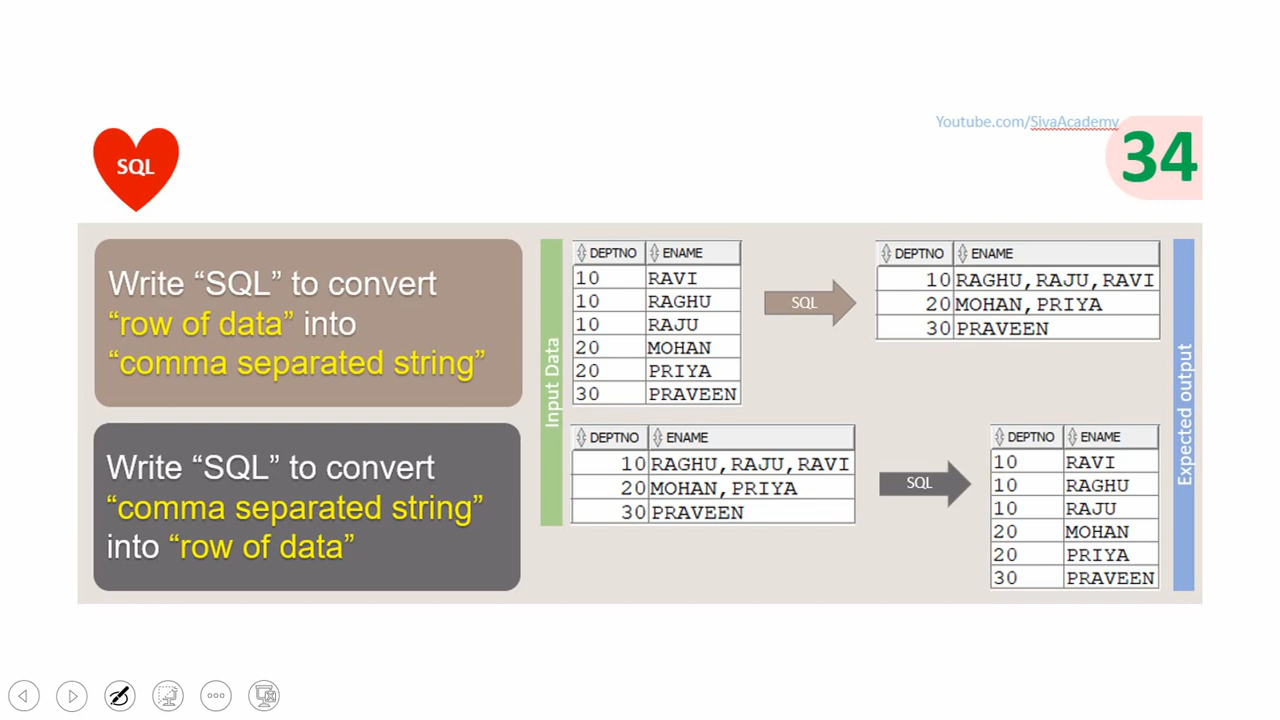 Youtube.com/SivaAcademy
34
SQL
Write “SQL” to convert
“row of data” into
“comma separated string”
Input Data
DEPTNO ENAME
10 RAVI
10 RAGHU
10 RAJU
20 MOHAN
20 PRIYA
30 PRAVEEN
SQL
DEPTNO ENAME
10 RAGHU,RAJU,RAVI
20 MOHAN,PRIYA
30 PRAVEEN
Expected output
Write “SQL” to convert
“comma separated string”
into “row of data”
DEPTNO ENAME
10 RAGHU,RAJU,RAVI
20 MOHAN,PRIYA
30 PRAVEEN
SQL
DEPTNO ENAME
10 RAVI
10 RAGHU
10 RAJU
20 MOHAN
20 PRIYA
30 PRAVEEN